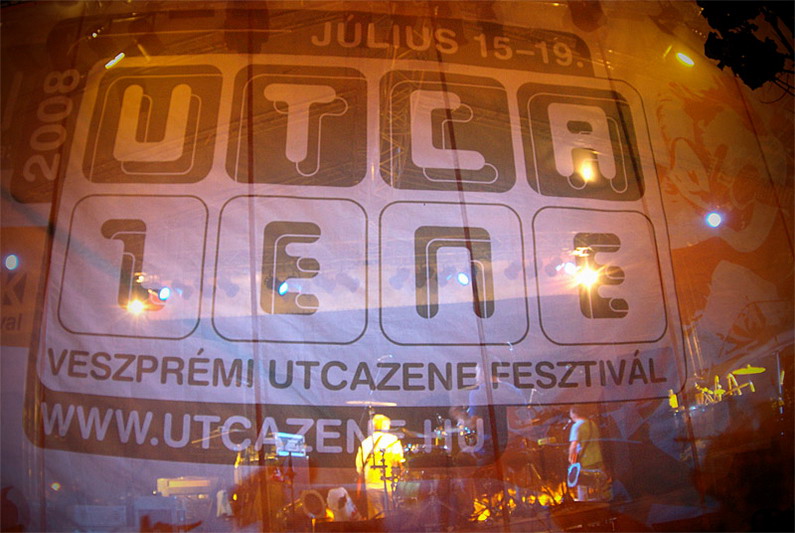 JÚLIUS 15-19.
2008
UTCA
ZENE
VESZPRÉMI UTCAZENE FESZTIVÁL
WWW.UTCAZENE.HU